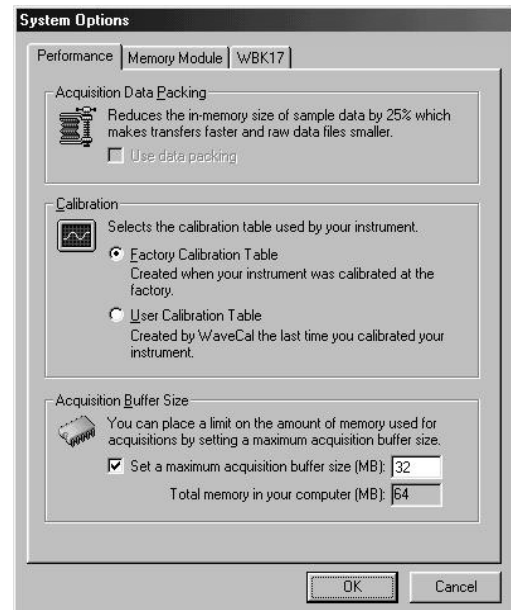 System Options
Performance
Memory Module
WBK17
Acquisition Data Packing
Reduces the in-memory size of sample data by 25% which
makes transfers faster and raw data files smaller.
Use data packing
Calibration
Selects the calibration table used by your instrument.
Factory Calibration Table
Created when your instrument was calibrated at the
factory.
User Calibration Table
Created by WaveCal the last time you calibrated your
instrument.
Acquisition Buffer Size
You can place a limit on the amount of memory used for
acquisitions by setting a maximum acquisition buffer size.
Set a maximum acquisition buffer size (MB): 32
Total memory in your computer (MB): 64
OK
Cancel